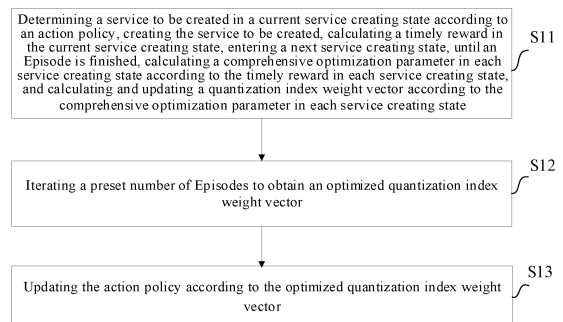 Determining a service to be created in a current service creating state according to
an action policy, creating the service to be created, calculating a timely reward in
the current service creating state, entering a next service creating state, until an
Episode is finished, calculating a comprehensive optimization parameter in each
service creating state according to the timely reward in each service creating state,
and calculating and updating a quantization index weight vector according to the
comprehensive optimization parameter in each service creating state
S11
Iterating a preset number of Episodes to obtain an optimized quantization index
weight vector
S12
Updating the action policy according to the optimized quantization index weight
vector
S13